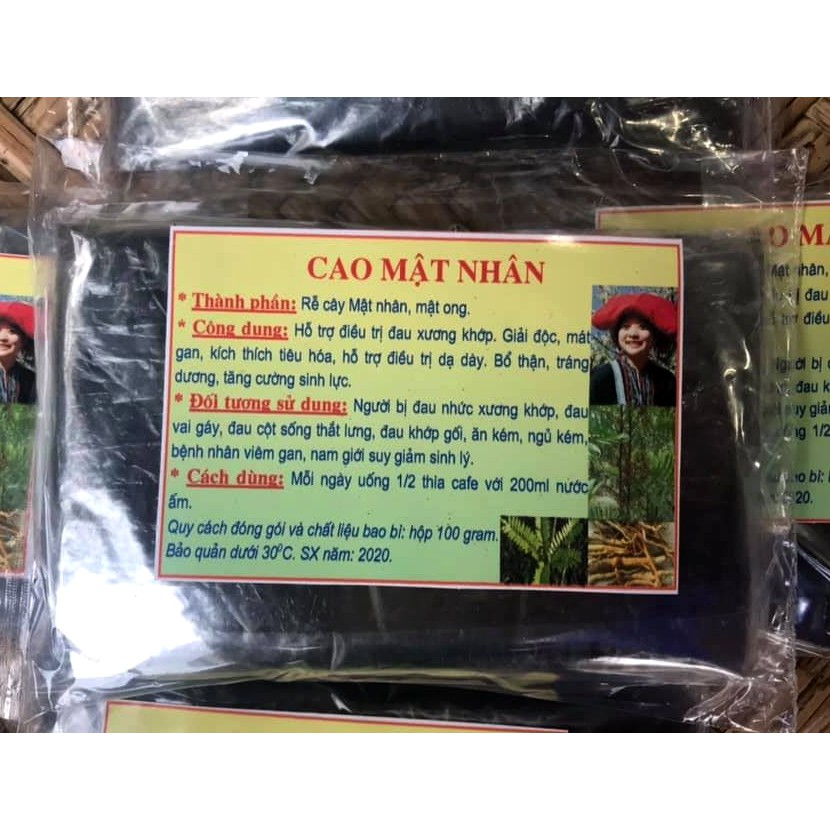 CAO MẬT NHÂN
* Thành phần: Rễ cây Mật nhân, mật ong.
* Công dung: Hỗ trợ điều trị đau xương khớp. Giải độc, mát
gan, kích thích tiêu hóa, hỗ trợ điều trị dạ dày. Bổ thận, tráng
dương, tăng cường sinh lực.
* Đối tương sử dung: Người bị đau nhức xương khớp, đau
vai gáy, đau cột sống thắt lưng, đau khớp gối, ăn kém, ngủ kém,
bệnh nhân viêm gan, nam giới suy giảm sinh lý.
* Cách dùng: Mỗi ngày uống 1/2 thìa cafe với 200ml nước
ấm.
Quy cách đóng gói và chất liệu bao bì: hộp 100 gram.
Bảo quản dưới 30⁰C. SX năm: 2020.